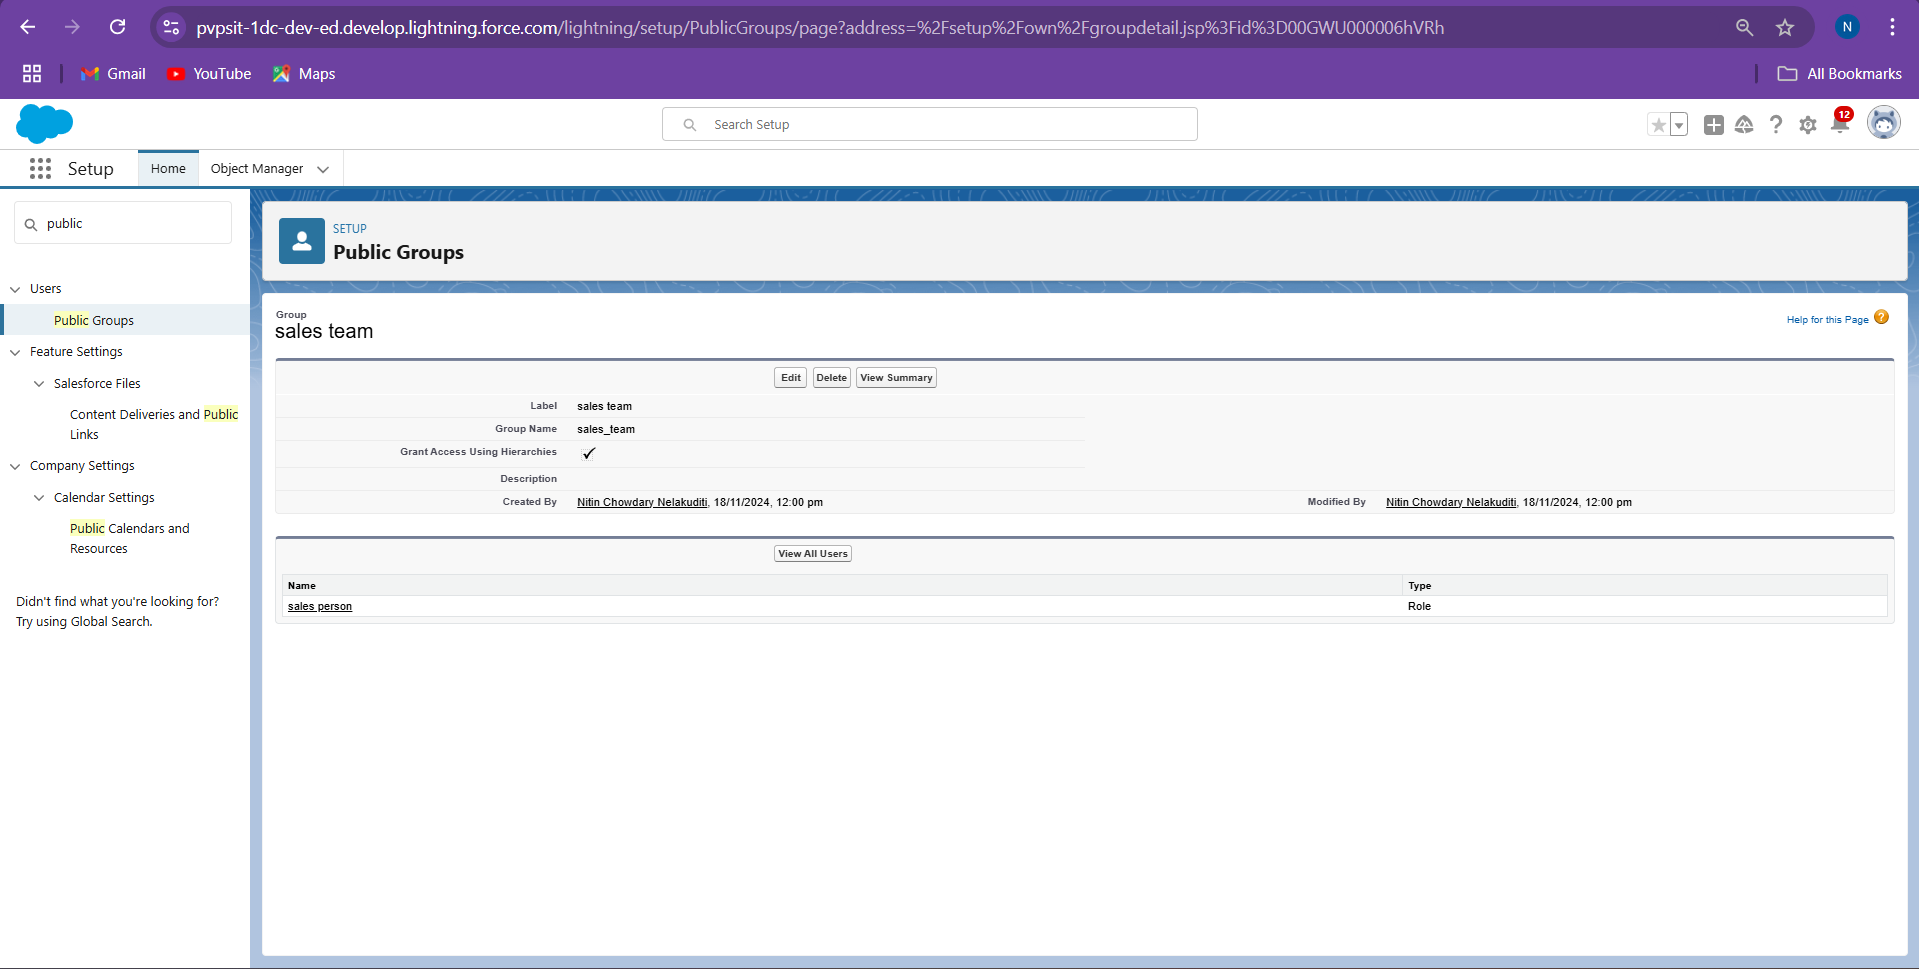 pvpsit-1dc-dev-ed.develop.lightning.force.com/lightning/setup/PublicGroups/page?address=%2Fsetup%2Fown%2Fgroupdetail.jsp%3Fid%3D00GWU000006hVRh
N
Gmail
YouTube
Maps
All Bookmarks
Search Setup
12
Setup
Home
Object Manager
public
Users
Public Groups
Feature Settings
Salesforce Files
Content Deliveries and Public
Links
Company Settings
Calendar Settings
Public Calendars and
Resources
Didn't find what you're looking for?
Try using Global Search.
SETUP
Public Groups
Group
sales team
Help for this Page ?
Edit Delete View Summary
Label sales team
Group Name sales_team
Grant Access Using Hierarchies ✓
Description
Created By Nitin Chowdary Nelakuditi, 18/11/2024, 12:00 pm Modified By Nitin Chowdary Nelakuditi, 18/11/2024, 12:00 pm
View All Users
Name Type
sales person Role